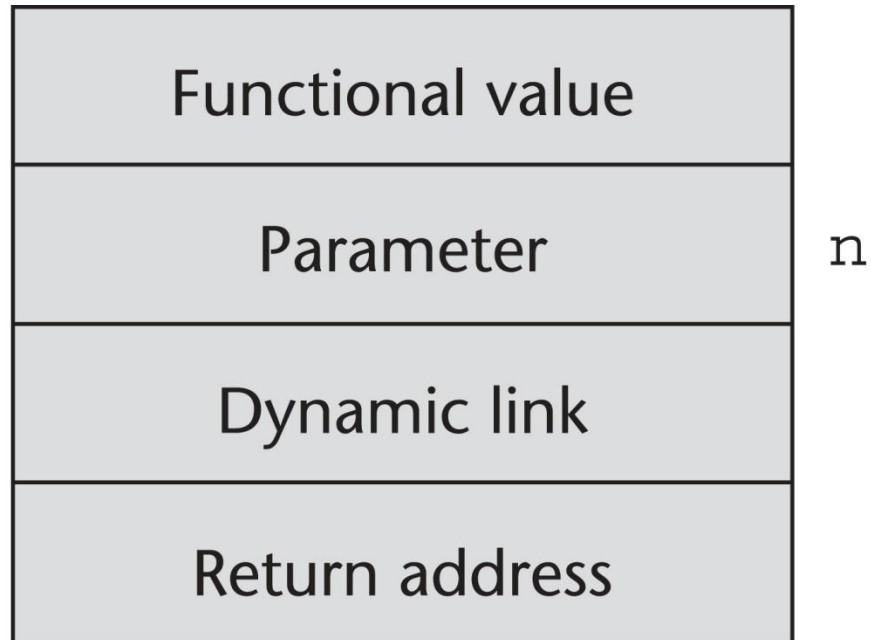 Functional value
Parameter n
Dynamic link
Return address